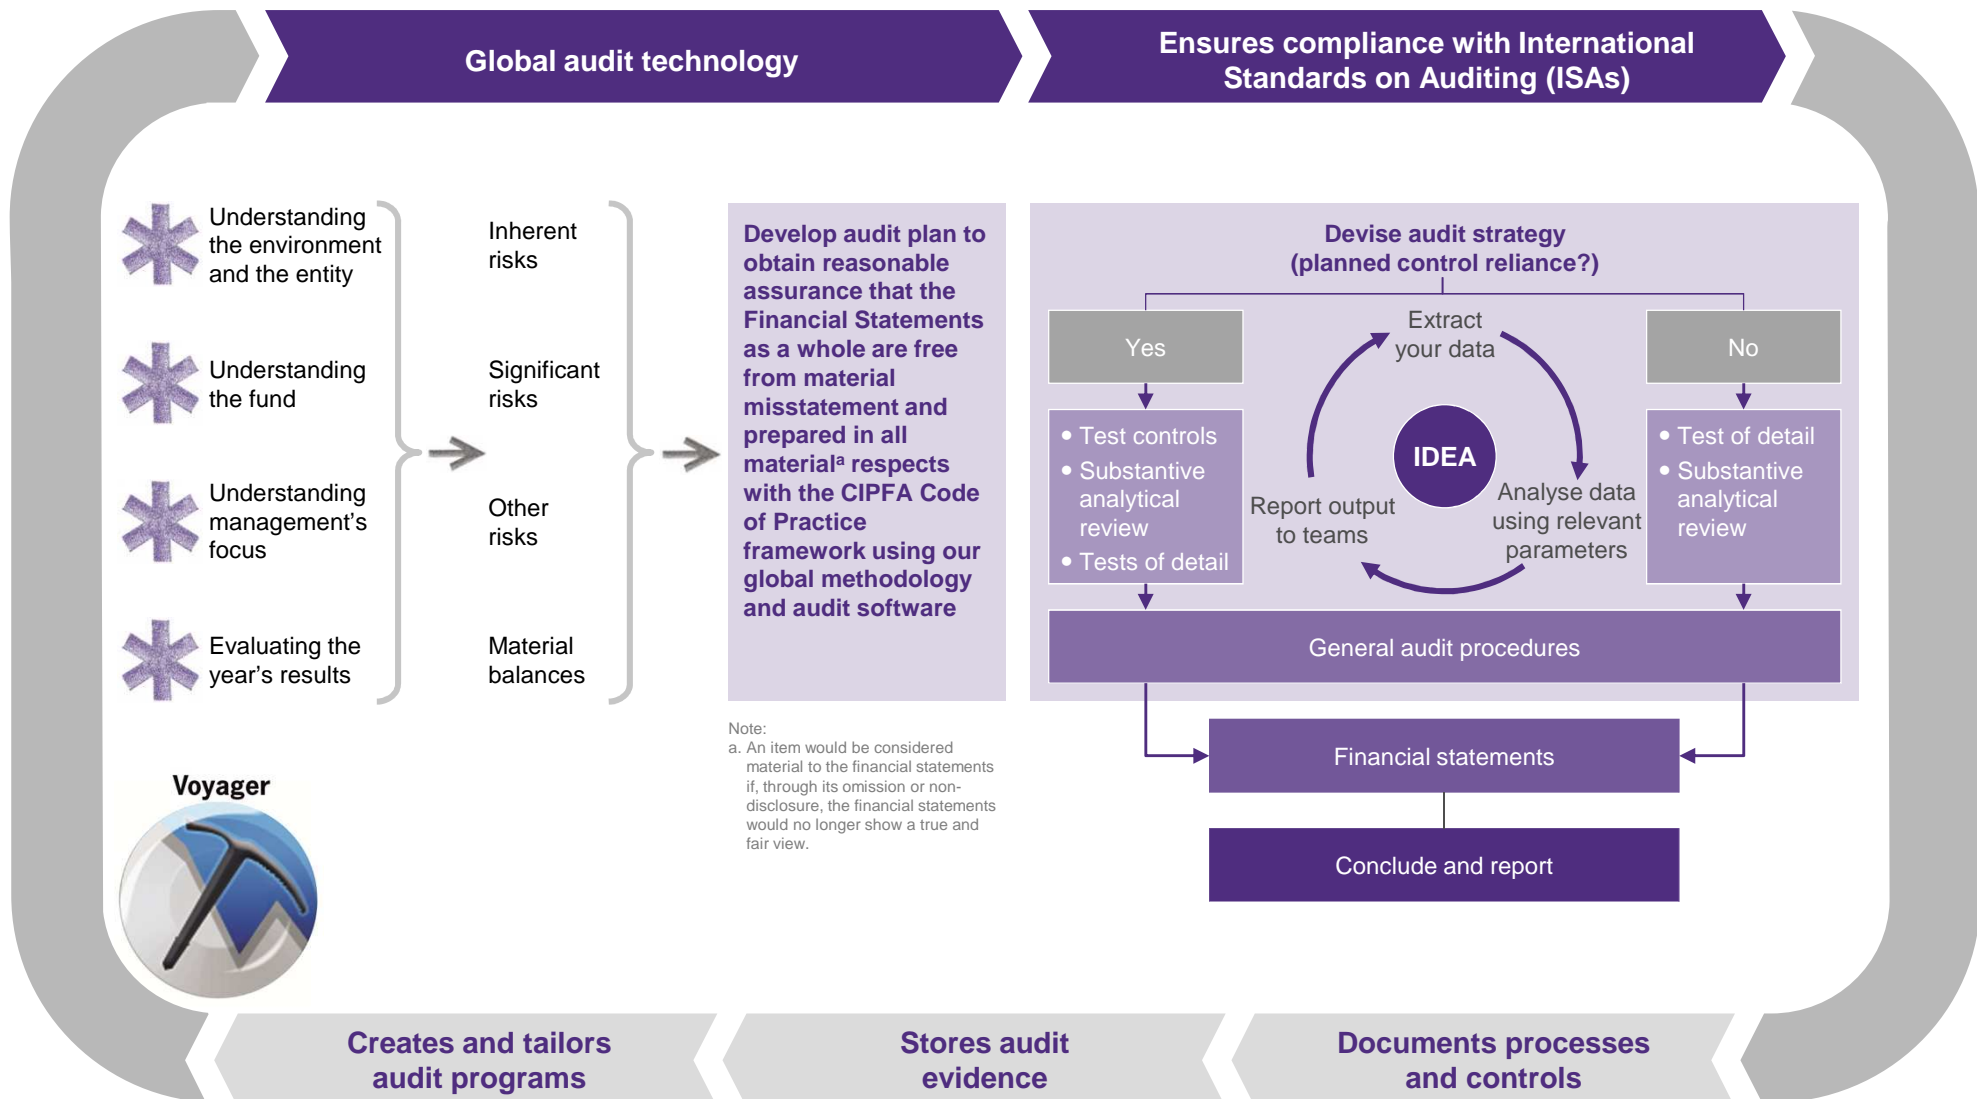 Global audit technology
Ensures compliance with International
Standards on Auditing (ISAs)
Understanding
the environment
and the entity
Understanding
the fund
Understanding
management’s
focus
Evaluating the
year’s results
Inherent
risks
Significant
risks
Other
risks
Material
balances
Develop audit plan to
obtain reasonable
assurance that the
Financial Statements
as a whole are free
from material
misstatement and
prepared in all
materialᵃ respects
with the CIPFA Code
of Practice
framework using our
global methodology
and audit software
Note:
a. An item would be considered
material to the financial statements
if, through its omission or non-
disclosure, the financial statements
would no longer show a true and
fair view.
Devise audit strategy
(planned control reliance?)
Yes
• Test controls
• Substantive
analytical
review
• Tests of detail
Extract
your data
IDEA
Analyse data
using relevant
parameters
Report output
to teams
No
• Test of detail
• Substantive
analytical
review
General audit procedures
Financial statements
Conclude and report
Voyager
Creates and tailors
audit programs
Stores audit
evidence
Documents processes
and controls